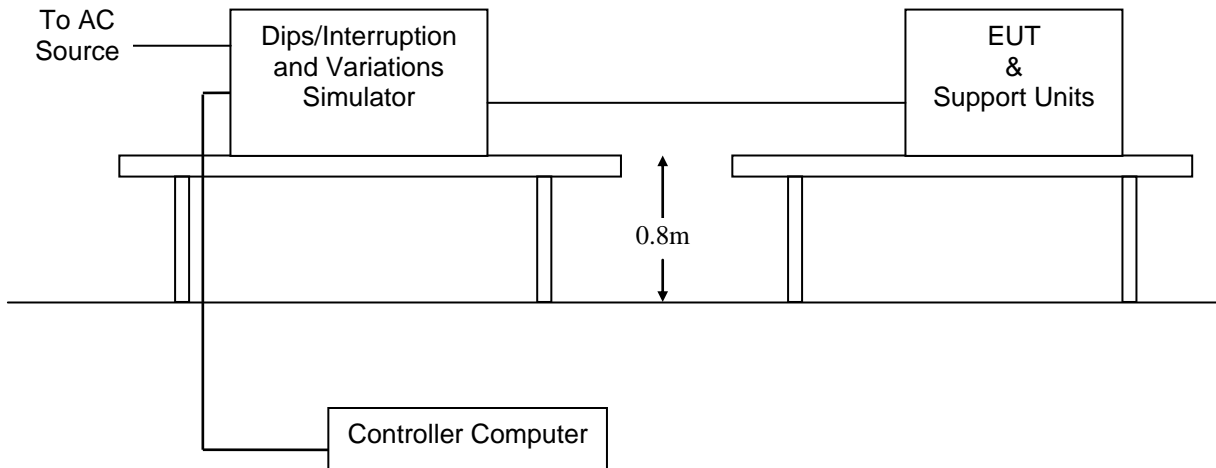 To AC
Source
Dips/Interruption
and Variations
Simulator
EUT
&
Support Units
0.8m
Controller Computer